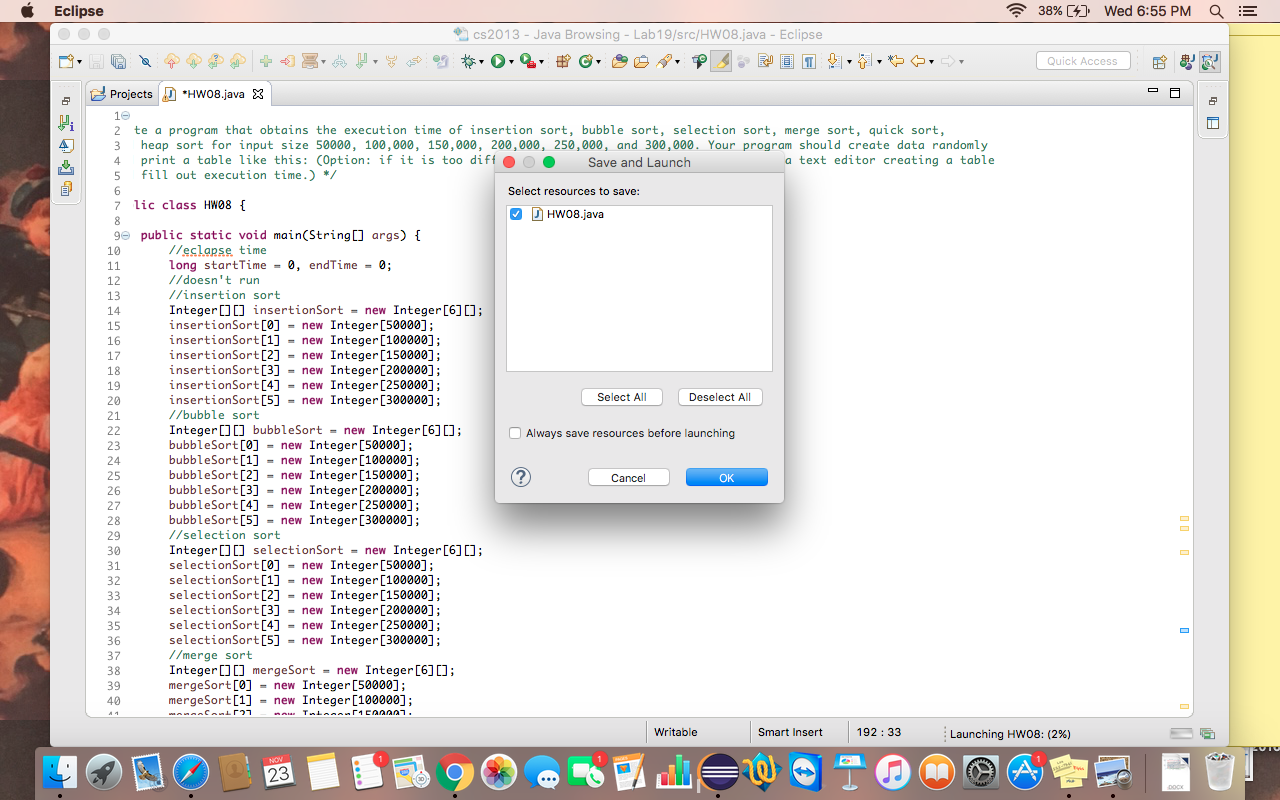 Eclipse
38%
Wed 6:55 PM
cs2013 - Java Browsing - Lab19/src/HW08.java - Eclipse
Quick Access
Projects
*HW08.java
1
2 te a program that obtains the execution time of insertion sort, bubble sort, selection sort, merge sort, quick sort,
3 heap sort for input size 50000, 100,000, 150,000, 200,000, 250,000, and 300,000. Your program should create data randomly
4 print a table like this: (Option: if it is too diff a text editor creating a table
5 fill out execution time.) */
6
7 lic class HW08 {
8
9 public static void main(String[] args) {
10 //eclapse time
11 long startTime = 0, endTime = 0;
12 //doesn't run
13 //insertion sort
14 Integer[][] insertionSort = new Integer[6][];
15 insertionSort[0] = new Integer[50000];
16 insertionSort[1] = new Integer[100000];
17 insertionSort[2] = new Integer[150000];
18 insertionSort[3] = new Integer[200000];
19 insertionSort[4] = new Integer[250000];
20 insertionSort[5] = new Integer[300000];
21 //bubble sort
22 Integer[][] bubbleSort = new Integer[6][];
23 bubbleSort[0] = new Integer[50000];
24 bubbleSort[1] = new Integer[100000];
25 bubbleSort[2] = new Integer[150000];
26 bubbleSort[3] = new Integer[200000];
27 bubbleSort[4] = new Integer[250000];
28 bubbleSort[5] = new Integer[300000];
29 //selection sort
30 Integer[][] selectionSort = new Integer[6][];
31 selectionSort[0] = new Integer[50000];
32 selectionSort[1] = new Integer[100000];
33 selectionSort[2] = new Integer[150000];
34 selectionSort[3] = new Integer[200000];
35 selectionSort[4] = new Integer[250000];
36 selectionSort[5] = new Integer[300000];
37 //merge sort
38 Integer[][] mergeSort = new Integer[6][];
39 mergeSort[0] = new Integer[50000];
40 mergeSort[1] = new Integer[100000];
41 mergeSort[2] = new Integer[150000];
Save and Launch
Select resources to save:
HW08.java
Select All
Deselect All
Always save resources before launching
?
Cancel
OK
Writable
Smart Insert
192 : 33
Launching HW08: (2%)
NOV
23
1
1
1
DOCX